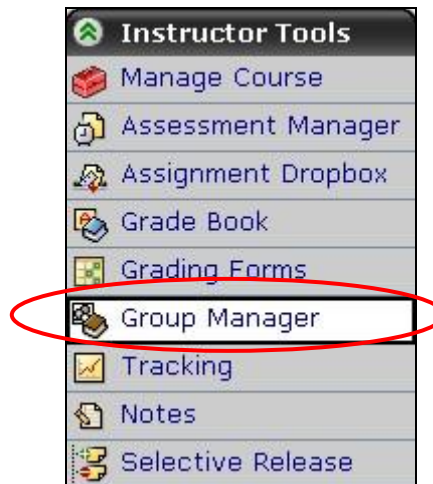 Instructor Tools
Manage Course
Assessment Manager
Assignment Dropbox
Grade Book
Grading Forms
Group Manager
Tracking
Notes
Selective Release